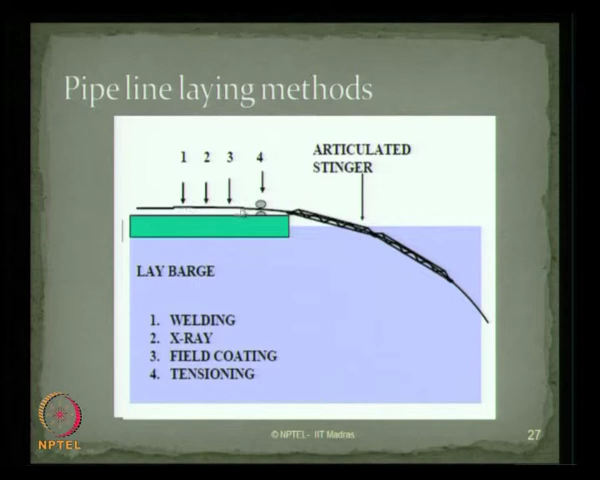 Pipe line laying methods
1 2 3 4
ARTICULATED
STINGER
LAY BARGE
1. WELDING
2. X-RAY
3. FIELD COATING
4. TENSIONING
NPTEL
© NPTEL - IIT Madras
27